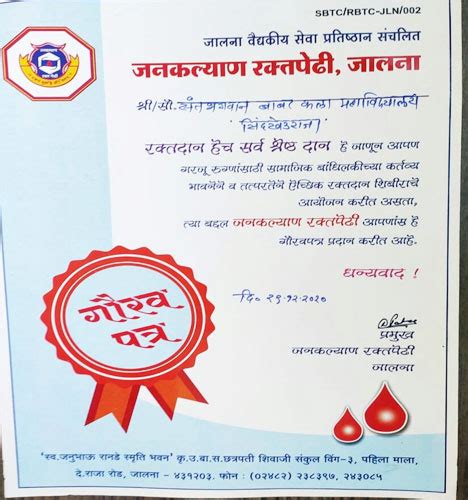 SBTC/RBTC-JLN/002
जालना वैद्यकीय सेवा प्रतिष्ठान संचलित
जनकल्याण रक्तपेढी, जालना
श्री/सौ. संत भगवान बाबा कला महाविद्यालय
सिंदखेडराजा
रक्तदान हेच सर्व श्रेष्ठ दान हे जाणून आपण
गरजू रुग्णांसाठी सामाजिक बांधिलकीच्या कर्तव्य
भावनेने व तत्परतेने ऐच्छिक रक्तदान शिबीराचे
आयोजन करीत असता,
त्या बद्दल जनकल्याण रक्तपेढी आपणांस हे
गौरवपत्र प्रदान करीत आहे.
धन्यवाद !
दि० २९.१२.२०२०
गौरव
पत्र
प्रमुख
जनकल्याण रक्तपेढी
जालना
"स्व.जनुभाऊ रानडे स्मृति भवन" कृ.उ.बा.स.छत्रपती शिवाजी संकुल विंग-३, पहिला माळा,
दे.राजा रोड, जालना - ४३१२०३. फोन : (०२४८२) २३८३९७, २४३०८५